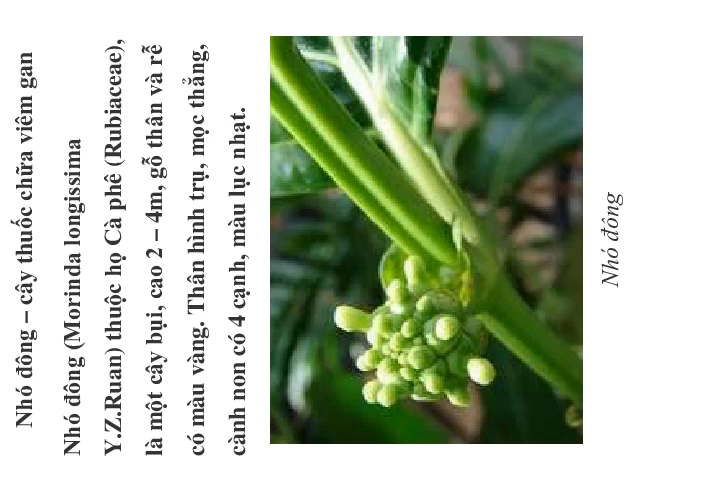 Nhó đông – cây thuốc chữa viêm gan
Nhó đông (Morinda longissima
Y.Z.Ruan) thuộc họ Cà phê (Rubiaceae),
là một cây bụi, cao 2 – 4m, gỗ thân và rễ
có màu vàng. Thân hình trụ, mọc thẳng,
cành non có 4 cạnh, màu lục nhạt.
Nhó đông